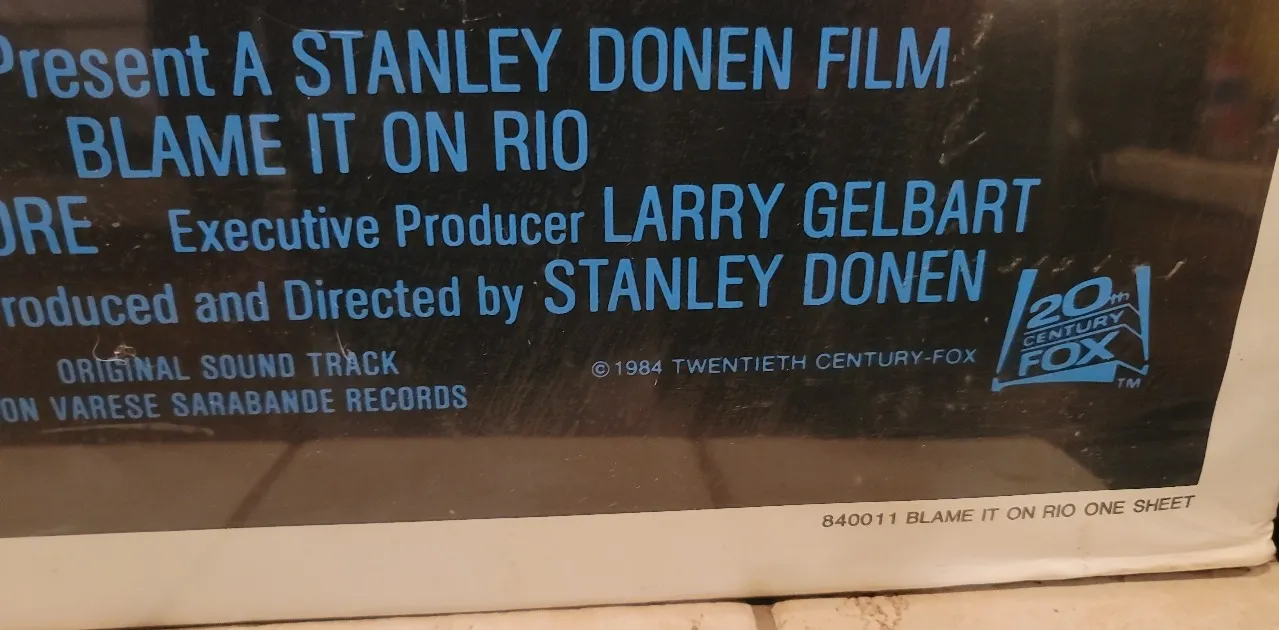 Present A STANLEY DONEN FILM
BLAME IT ON RIO
ORE Executive Producer LARRY GELBART
roduced and Directed by STANLEY DONEN
ORIGINAL SOUND TRACK
ON VARESE SARABANDE RECORDS
©1984 TWENTIETH CENTURY-FOX
20th
CENTURY
FOX
TM
840011 BLAME IT ON RIO ONE SHEET